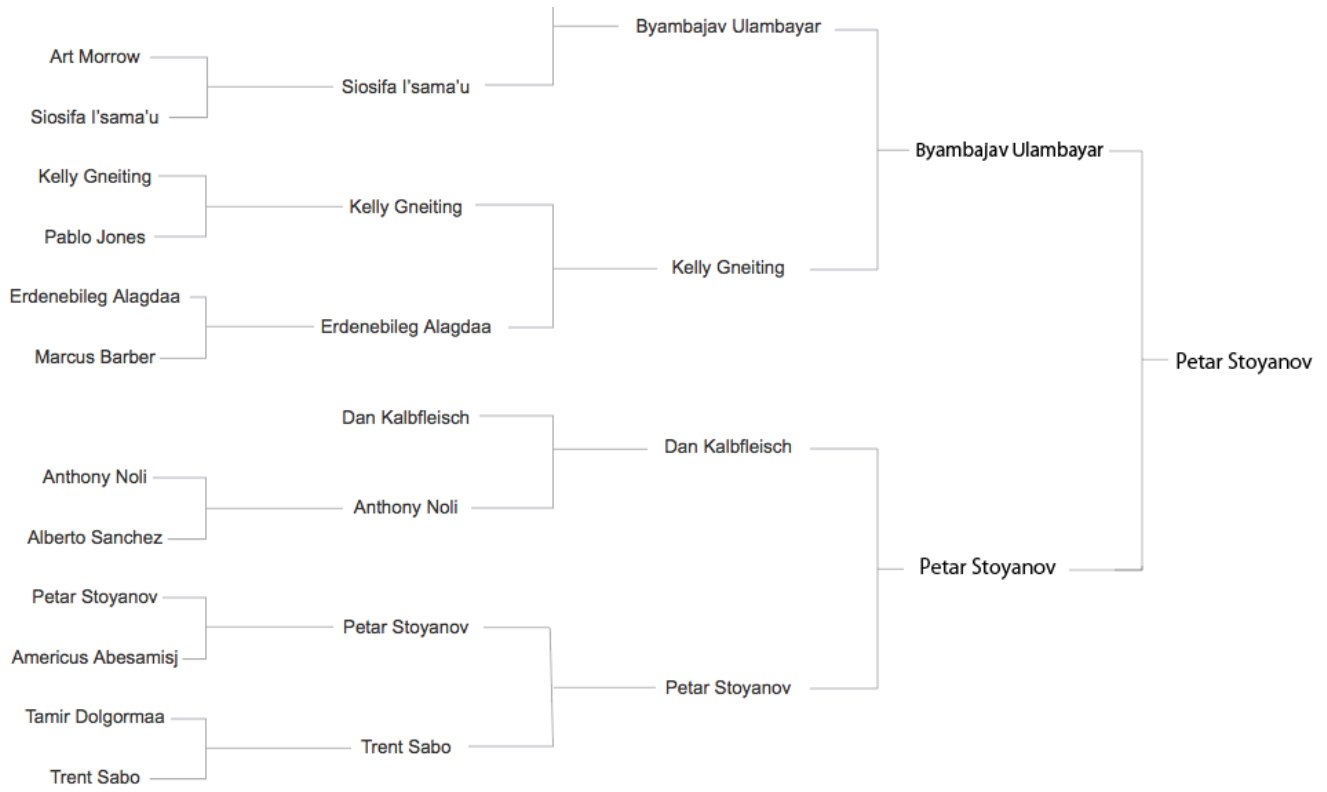 Byambajav Ulambayar
Art Morrow
Siosifa I'sama'u
Siosifa I'sama'u
Byambajav Ulambayar
Kelly Gneiting
Kelly Gneiting
Pablo Jones
Kelly Gneiting
Erdenebileg Alagdaa
Erdenebileg Alagdaa
Marcus Barber
Petar Stoyanov
Dan Kalbfleisch
Dan Kalbfleisch
Anthony Noli
Anthony Noli
Alberto Sanchez
Petar Stoyanov
Petar Stoyanov
Petar Stoyanov
Americus Abesamisj
Petar Stoyanov
Tamir Dolgormaa
Trent Sabo
Trent Sabo